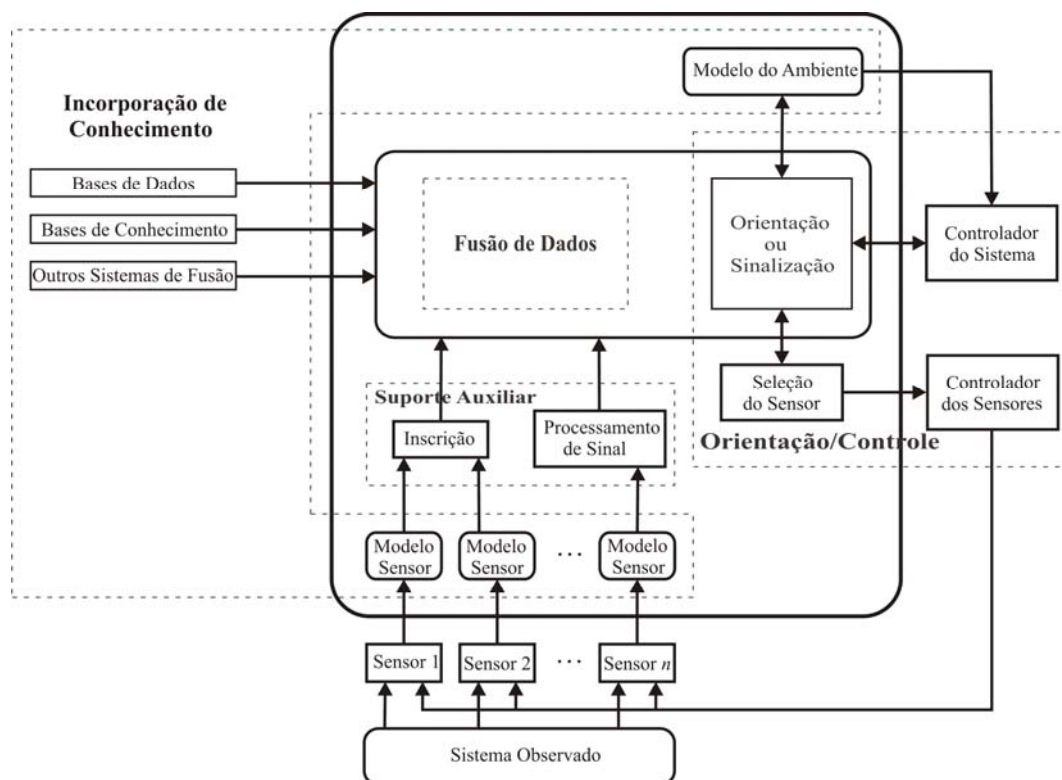 Modelo do Ambiente
Incorporação de
Conhecimento
Bases de Dados
Bases de Conhecimento
Outros Sistemas de Fusão
Fusão de Dados
Orientação
ou
Sinalização
Controlador
do Sistema
Seleção
do Sensor
Controlador
dos Sensores
Orientação/Controle
Suporte Auxiliar
Inscrição
Processamento
de Sinal
Modelo
Sensor
Modelo
Sensor
...
Modelo
Sensor
Sensor 1
Sensor 2
...
Sensor n
Sistema Observado